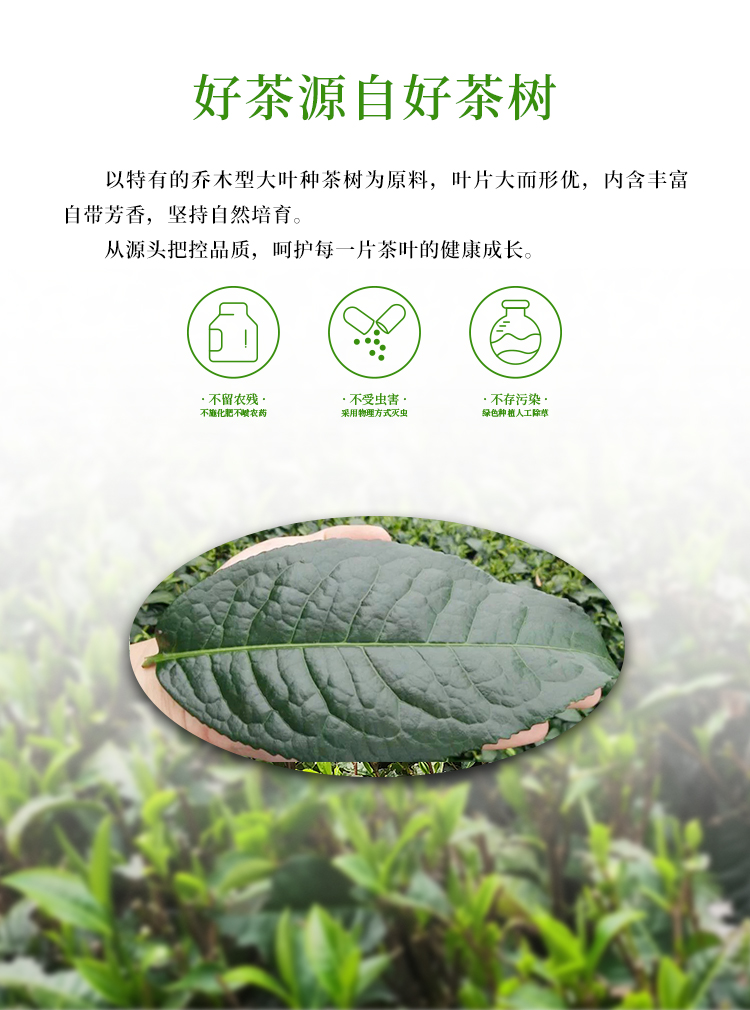 好茶源自好茶树
以特有的乔木型大叶种茶树为原料，叶片大而形优，内含丰富
自带芳香，坚持自然培育。
从源头把控品质，呵护每一片茶叶的健康成长。
·不留农残·
不施化肥不喷农药
·不受虫害·
采用物理方式灭虫
·不存污染·
绿色种植人工除草